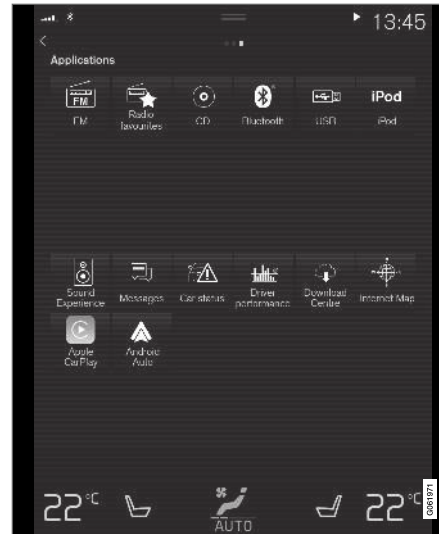 13:45
Applications
FM
FM
Radio
favourites
CD
Bluetooth
USB
iPod
iPod
Sound
Experience
Messages
Car status
Driver
performance
Download
Centre
Internet Map
Apple
CarPlay
Android
Auto
22°C
AUTO
22°C
G061971